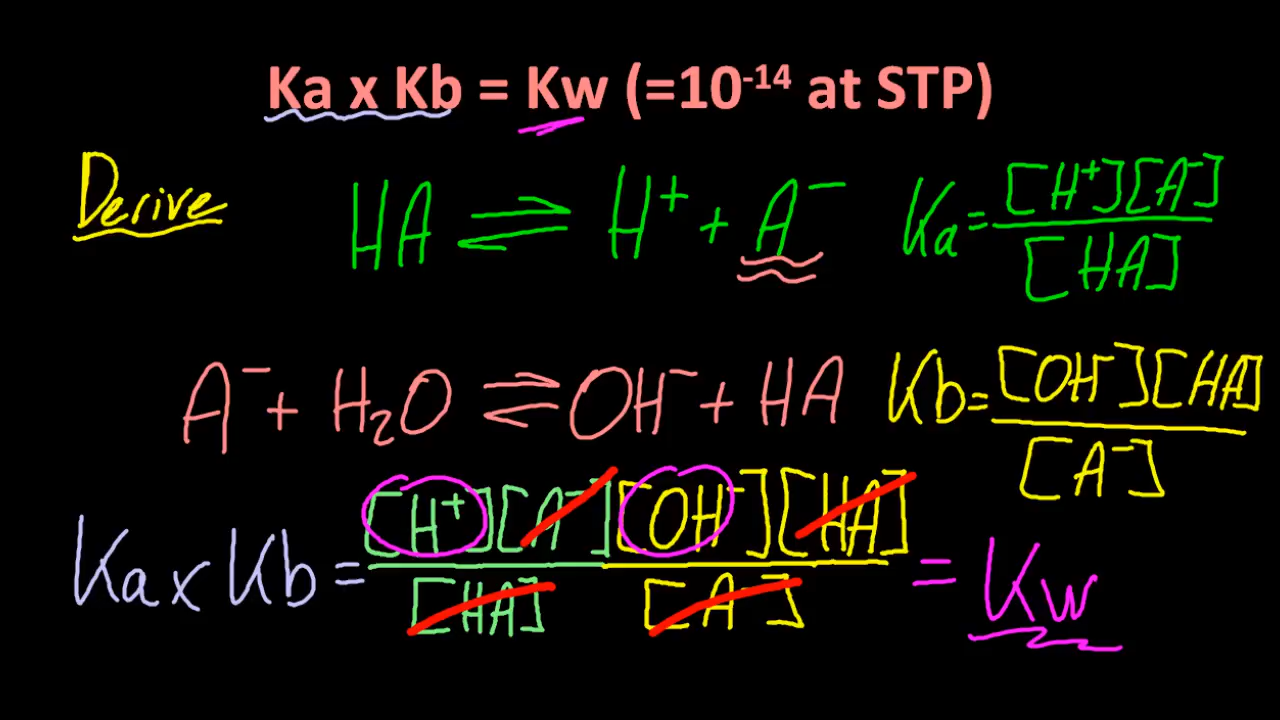 Ka x Kb = Kw (=10⁻¹⁴ at STP)
Derive HA ⇌ H⁺ + A⁻ Ka = [H⁺][A⁻] / [HA]
A⁻ + H₂O ⇌ OH⁻ + HA Kb = [OH⁻][HA] / [A⁻]
Ka x Kb = [H⁺][A⁻][OH⁻][HA] / [HA][A⁻] = Kw